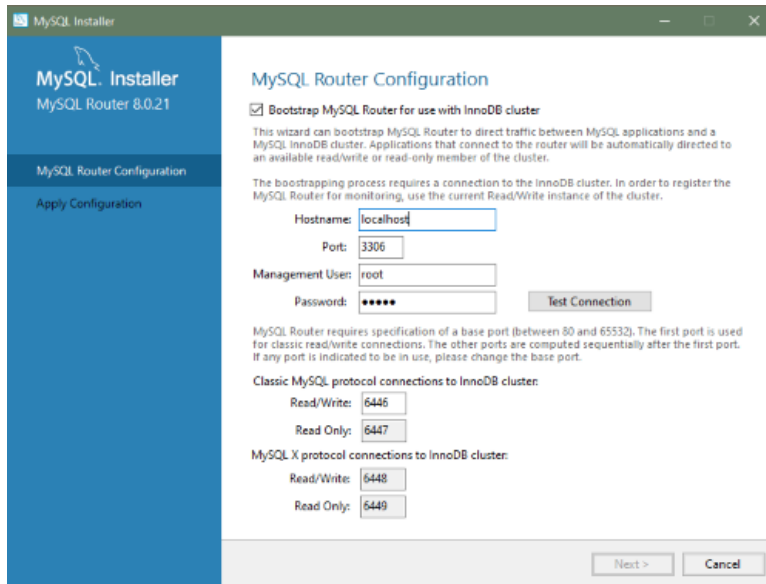 MySQL Installer
MySQL. Installer
MySQL Router 8.0.21
MySQL Router Configuration
Apply Configuration
MySQL Router Configuration
Bootstrap MySQL Router for use with InnoDB cluster
This wizard can bootstrap MySQL Router to direct traffic between MySQL applications and a
MySQL InnoDB cluster. Applications that connect to the router will be automatically directed to
an available read/write or read-only member of the cluster.
The boostrapping process requires a connection to the InnoDB cluster. In order to register the
MySQL Router for monitoring, use the current Read/Write instance of the cluster.
Hostname: localhost
Port: 3306
Management User: root
Password: ●●●●● Test Connection
MySQL Router requires specification of a base port (between 80 and 65532). The first port is used
for classic read/write connections. The other ports are computed sequentially after the first port.
If any port is indicated to be in use, please change the base port.
Classic MySQL protocol connections to InnoDB cluster:
Read/Write: 6446
Read Only: 6447
MySQL X protocol connections to InnoDB cluster:
Read/Write: 6448
Read Only: 6449
Next > Cancel